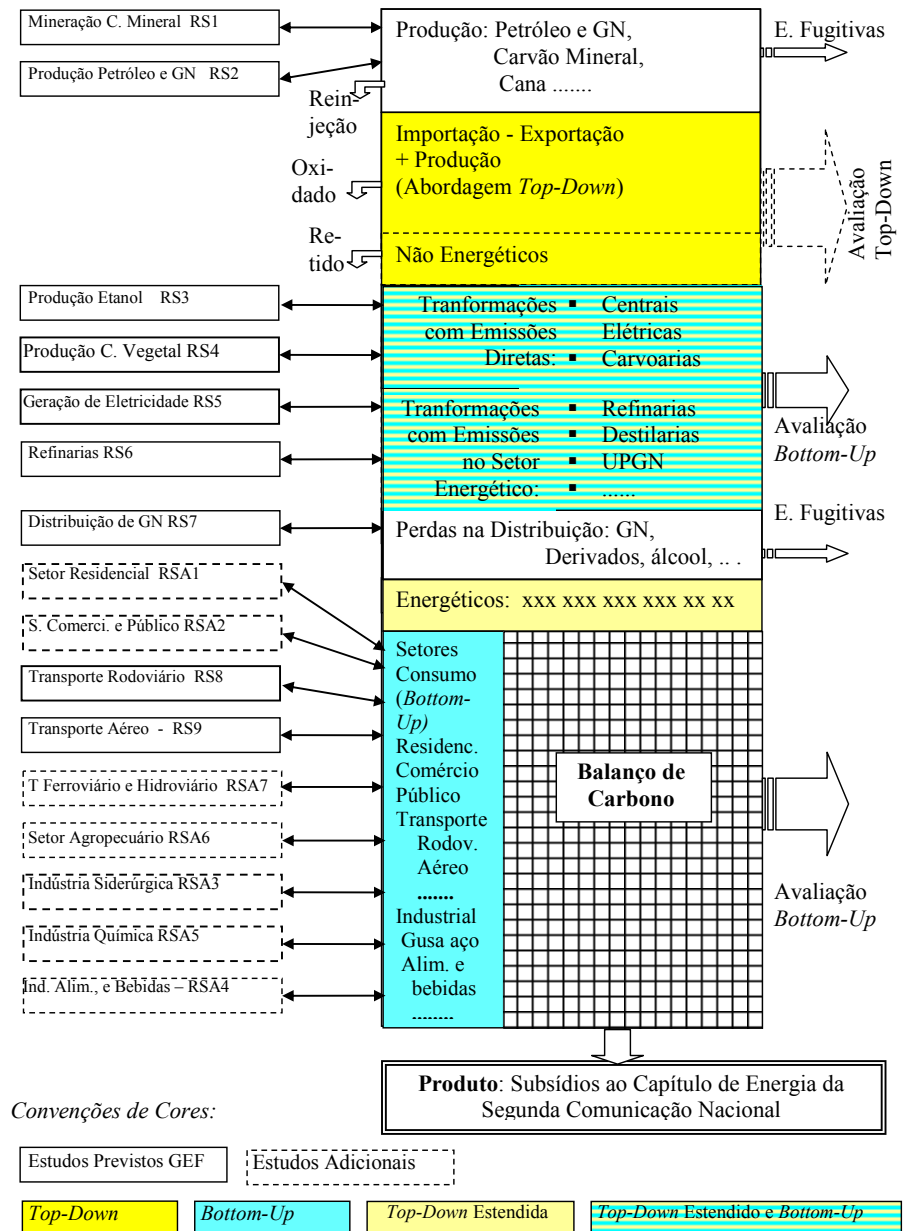 Mineração C. Mineral RS1
Produção Petróleo e GN RS2
Produção: Petróleo e GN,
Carvão Mineral,
Cana .......
E. Fugitivas
Rein-
jeção
Importação - Exportação
+ Produção
(Abordagem Top-Down)
Oxi-
dado
Re-
tido
Não Energéticos
Avaliação
Top-Down
Produção Etanol RS3
Produção C. Vegetal RS4
Geração de Eletricidade RS5
Refinarias RS6
Tranformações ▪ Centrais
com Emissões Elétricas
Diretas: ▪ Carvoarias
Tranformações ▪ Refinarias
com Emissões ▪ Destilarias
no Setor ▪ UPGN
Energético: ▪ ......
Avaliação
Bottom-Up
Distribuição de GN RS7
Perdas na Distribuição: GN,
Derivados, álcool, .. .
E. Fugitivas
Energéticos: xxx xxx xxx xxx xx xx
Setor Residencial RSA1
S. Comerci. e Público RSA2
Transporte Rodoviário RS8
Transporte Aéreo - RS9
T Ferroviário e Hidroviário RSA7
Setor Agropecuário RSA6
Indústria Siderúrgica RSA3
Indústria Química RSA5
Ind. Alim., e Bebidas – RSA4
Setores
Consumo
(Bottom-
Up)
Residenc.
Comércio
Público
Transporte
Rodov.
Aéreo
.......
Industrial
Gusa aço
Alim. e
bebidas
........
Balanço de
Carbono
Avaliação
Bottom-Up
Produto: Subsídios ao Capítulo de Energia da
Segunda Comunicação Nacional
Convenções de Cores:
Estudos Previstos GEF
Estudos Adicionais
Top-Down
Bottom-Up
Top-Down Estendida
Top-Down Estendido e Bottom-Up